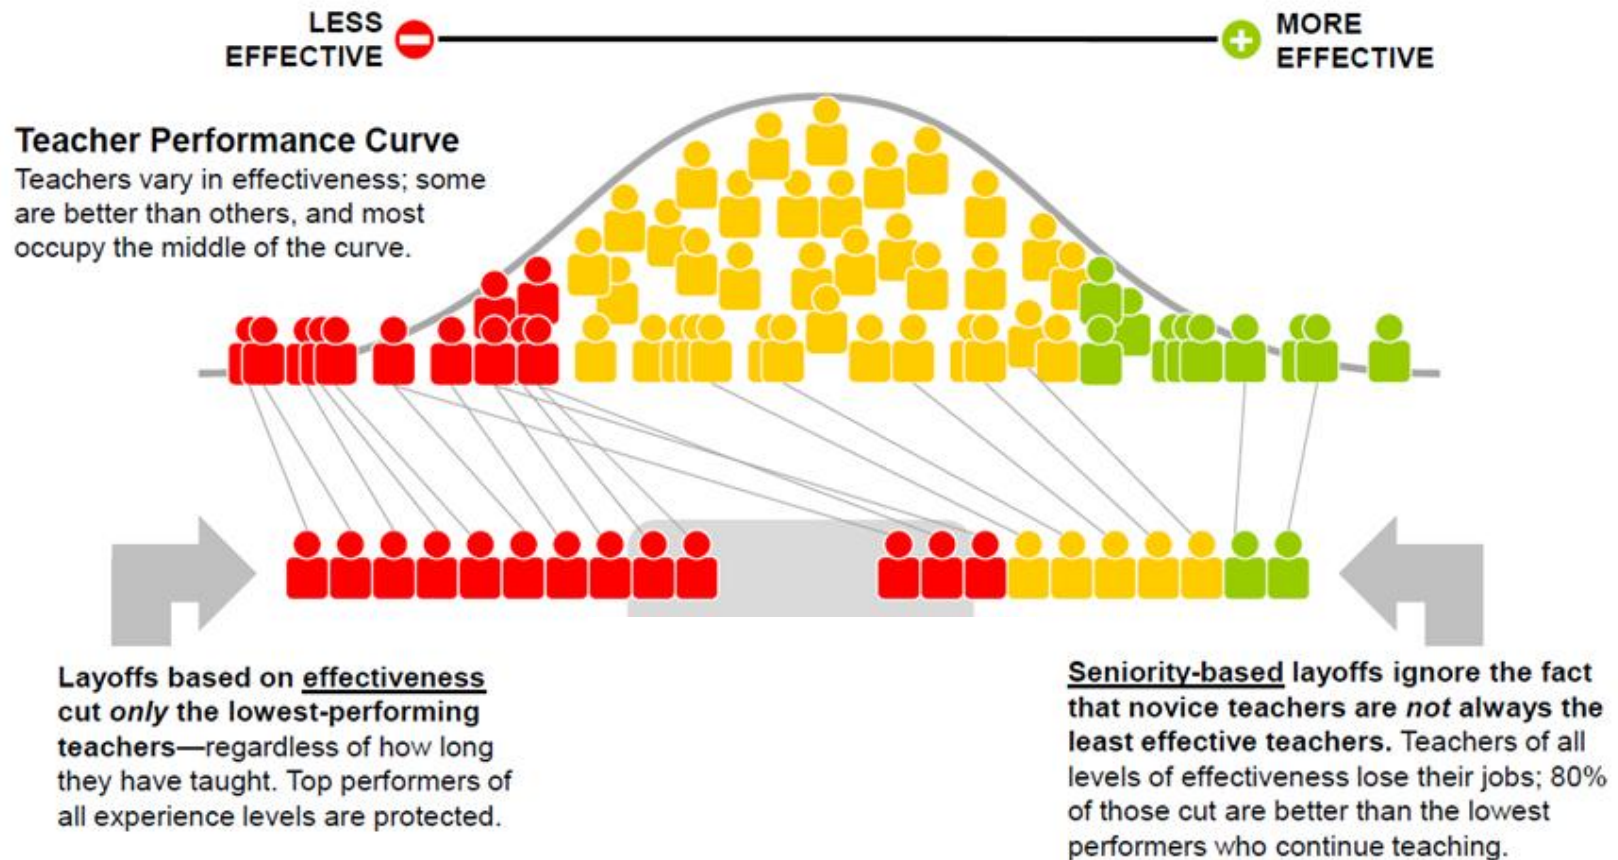 LESS
EFFECTIVE
MORE
EFFECTIVE
Teacher Performance Curve
Teachers vary in effectiveness; some
are better than others, and most
occupy the middle of the curve.
Layoffs based on effectiveness
cut only the lowest-performing
teachers—regardless of how long
they have taught. Top performers of
all experience levels are protected.
Seniority-based layoffs ignore the fact
that novice teachers are not always the
least effective teachers. Teachers of all
levels of effectiveness lose their jobs; 80%
of those cut are better than the lowest
performers who continue teaching.